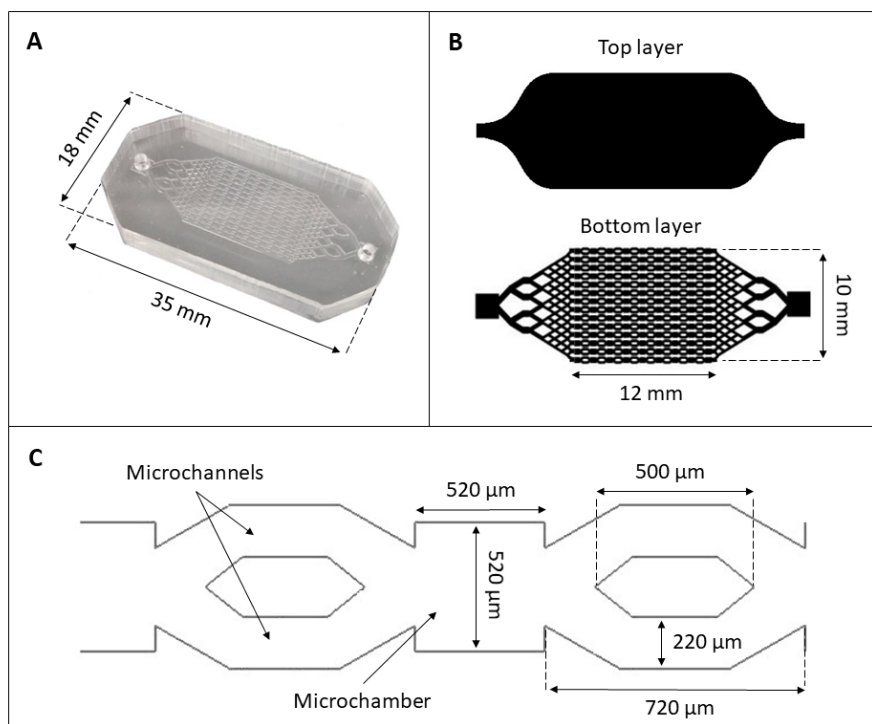 A
18 mm
35 mm
B
Top layer
Bottom layer
10 mm
12 mm
C
Microchannels
520 µm
500 µm
520 µm
220 µm
Microchamber
720 µm